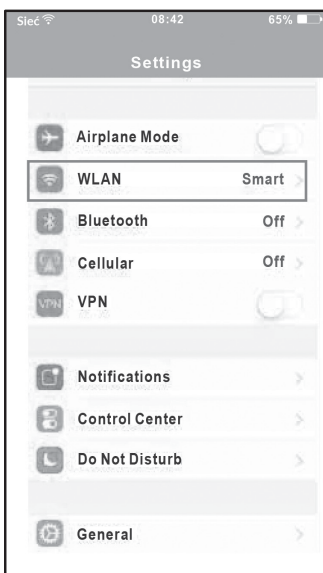 Sieć 08:42 65%
Settings
Airplane Mode
WLAN Smart
Bluetooth Off
Cellular Off
VPN VPN
Notifications
Control Center
Do Not Disturb
General